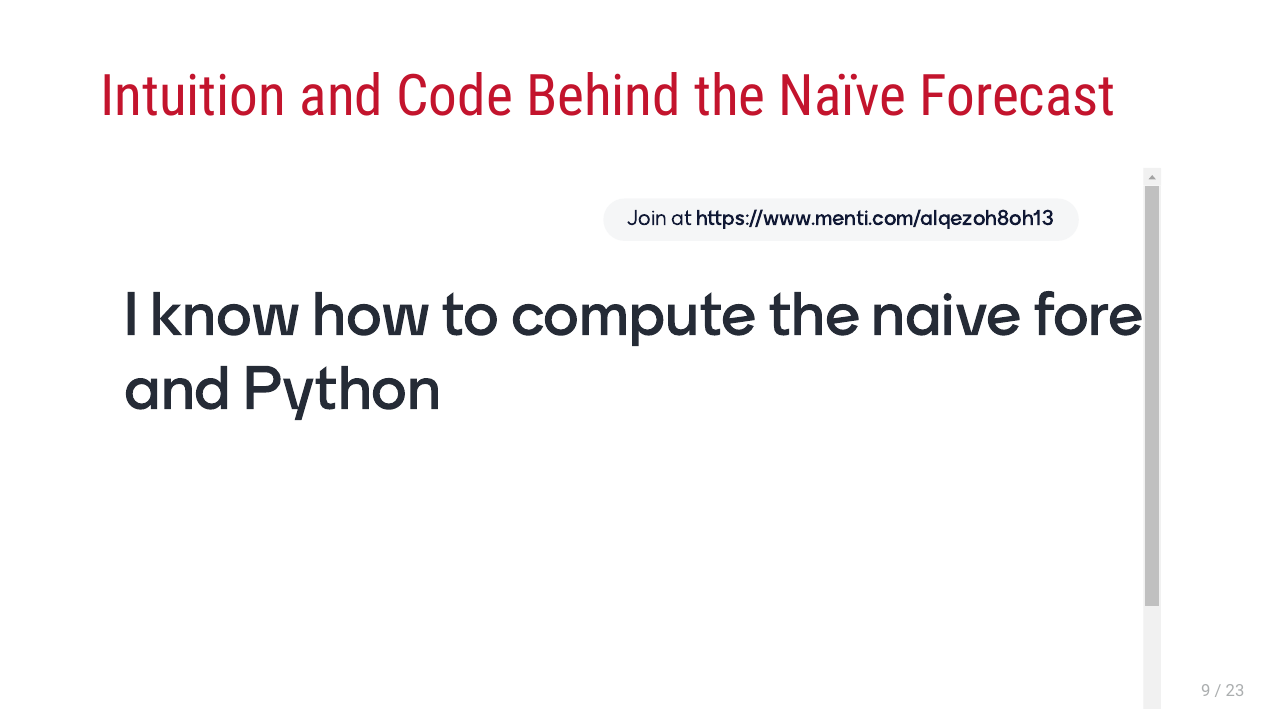 Intuition and Code Behind the Naïve Forecast
Join at https://www.menti.com/alqezoh8oh13
I know how to compute the naive fore
and Python
9 / 23